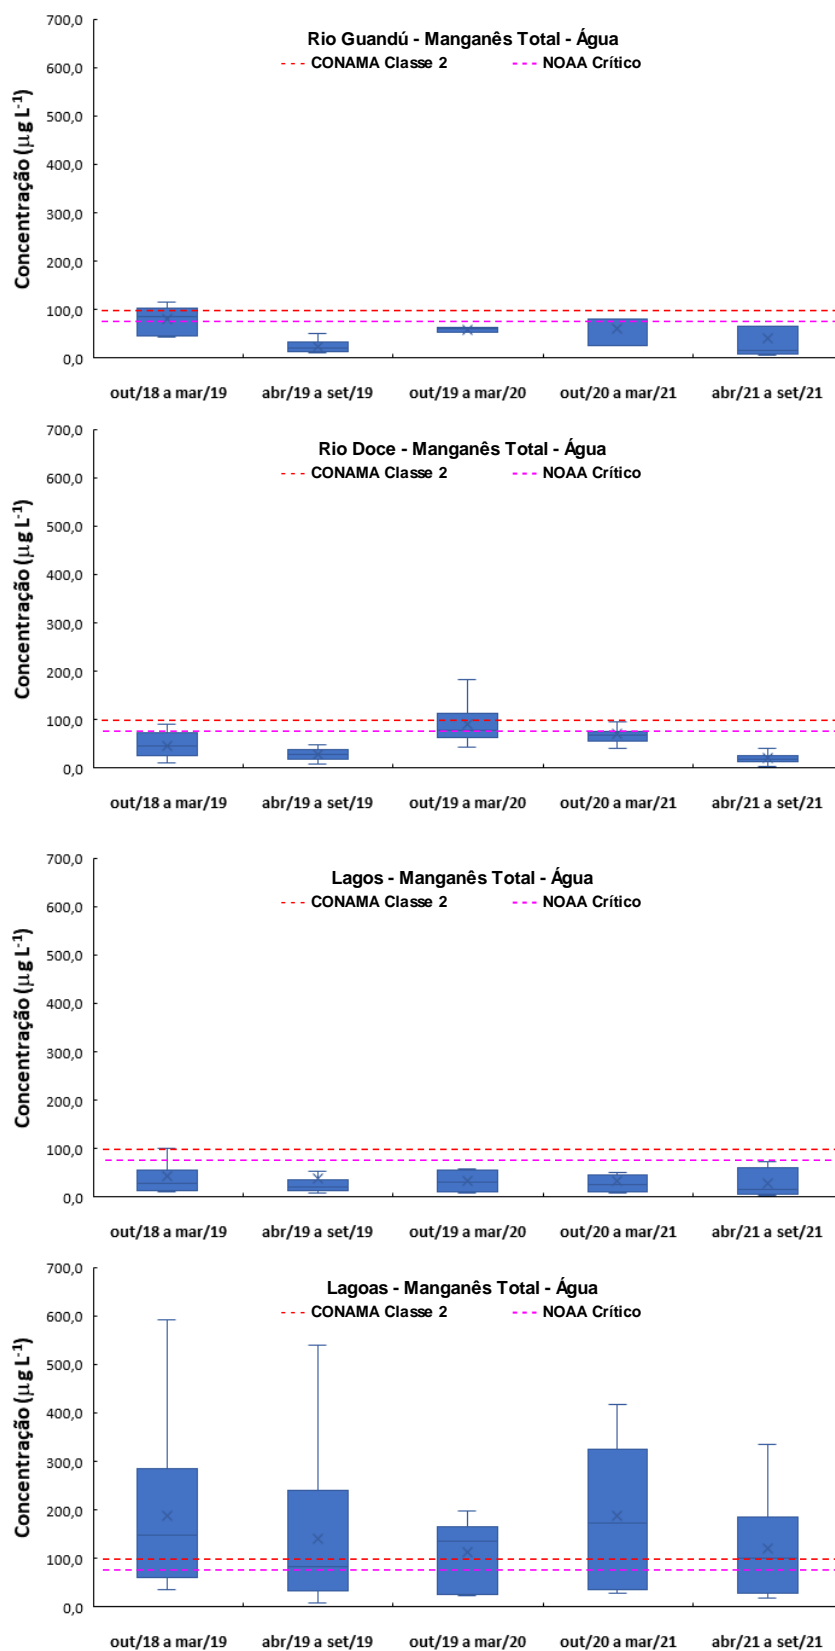 Rio Guandú - Manganês Total - Água
CONAMA Classe 2 NOAA Crítico
Concentração (µg L-1)
700,0
600,0
500,0
400,0
300,0
200,0
100,0
0,0
out/18 a mar/19 abr/19 a set/19 out/19 a mar/20 out/20 a mar/21 abr/21 a set/21
Rio Doce - Manganês Total - Água
CONAMA Classe 2 NOAA Crítico
Concentração (µg L-1)
700,0
600,0
500,0
400,0
300,0
200,0
100,0
0,0
out/18 a mar/19 abr/19 a set/19 out/19 a mar/20 out/20 a mar/21 abr/21 a set/21
Lagos - Manganês Total - Água
CONAMA Classe 2 NOAA Crítico
Concentração (µg L-1)
700,0
600,0
500,0
400,0
300,0
200,0
100,0
0,0
out/18 a mar/19 abr/19 a set/19 out/19 a mar/20 out/20 a mar/21 abr/21 a set/21
Lagoas - Manganês Total - Água
CONAMA Classe 2 NOAA Crítico
Concentração (µg L-1)
700,0
600,0
500,0
400,0
300,0
200,0
100,0
0,0
out/18 a mar/19 abr/19 a set/19 out/19 a mar/20 out/20 a mar/21 abr/21 a set/21